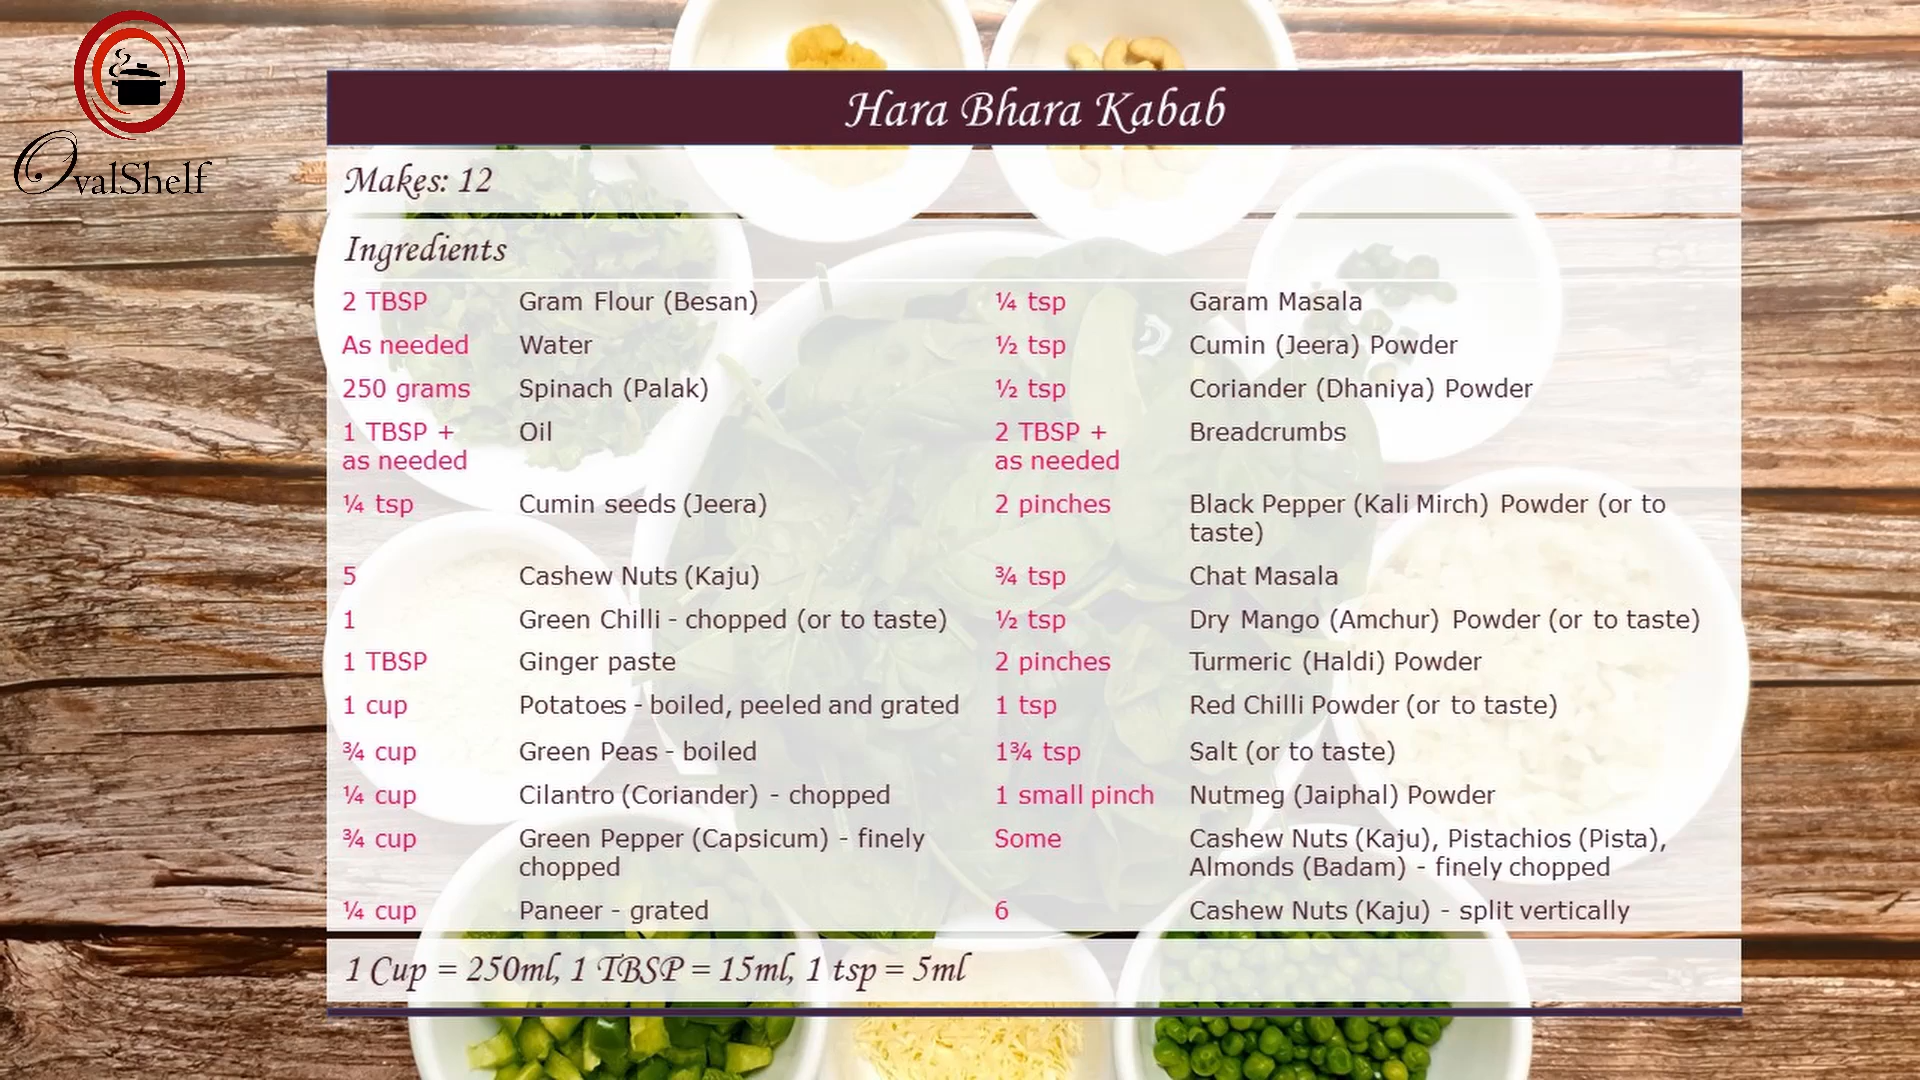 OvalShelf
Hara Bhara Kabab
Makes: 12
Ingredients
2 TBSP Gram Flour (Besan)
As needed Water
250 grams Spinach (Palak)
1 TBSP + Oil
as needed
¼ tsp Cumin seeds (Jeera)
5 Cashew Nuts (Kaju)
1 Green Chilli - chopped (or to taste)
1 TBSP Ginger paste
1 cup Potatoes - boiled, peeled and grated
¾ cup Green Peas - boiled
¼ cup Cilantro (Coriander) - chopped
¾ cup Green Pepper (Capsicum) - finely
chopped
¼ cup Paneer - grated
¼ tsp Garam Masala
½ tsp Cumin (Jeera) Powder
½ tsp Coriander (Dhaniya) Powder
2 TBSP + Breadcrumbs
as needed
2 pinches Black Pepper (Kali Mirch) Powder (or to
taste)
¾ tsp Chat Masala
½ tsp Dry Mango (Amchur) Powder (or to taste)
2 pinches Turmeric (Haldi) Powder
1 tsp Red Chilli Powder (or to taste)
1¾ tsp Salt (or to taste)
1 small pinch Nutmeg (Jaiphal) Powder
Some Cashew Nuts (Kaju), Pistachios (Pista),
Almonds (Badam) - finely chopped
6 Cashew Nuts (Kaju) - split vertically
1 Cup = 250ml, 1 TBSP = 15ml, 1 tsp = 5ml